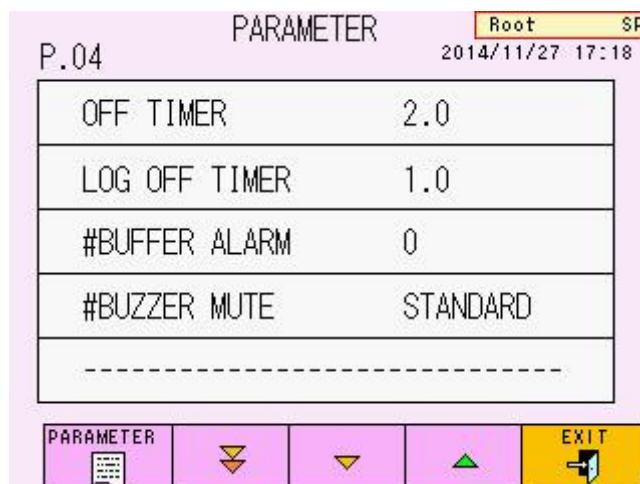 PARAMETER
Root SP
P.04
2014/11/27 17:18
OFF TIMER 2.0
LOG OFF TIMER 1.0
#BUFFER ALARM 0
#BUZZER MUTE STANDARD
------------------------------
PARAMETER
EXIT